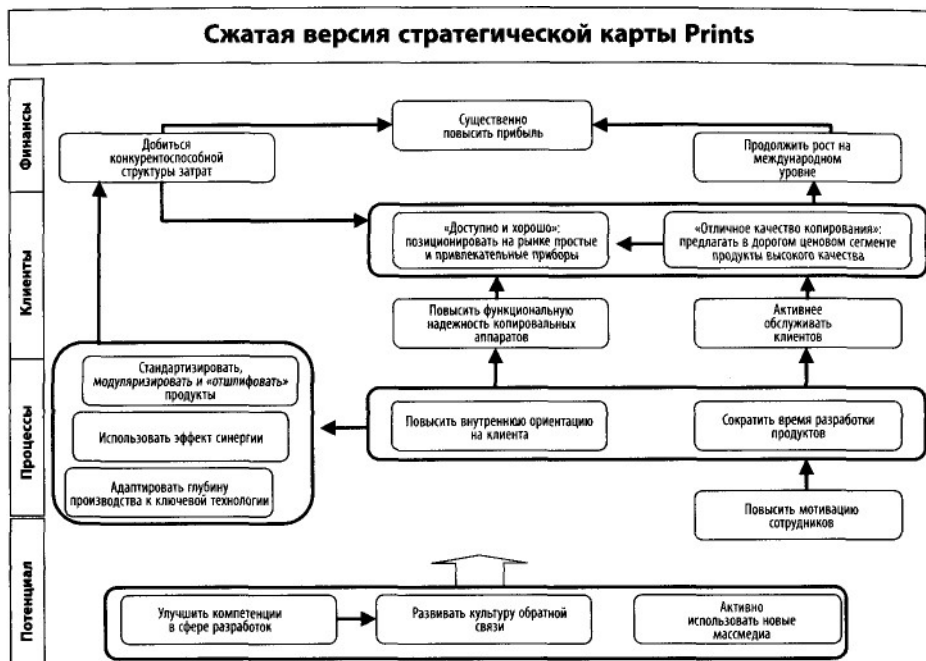 Сжатая версия стратегической карты Prints
Финансы
Существенно
повысить прибыль
Добиться
конкурентоспособной
структуры затрат
Продолжить рост на
международном
уровне
Клиенты
«Доступно и хорошо»:
позиционировать на рынке простые
и привлекательные приборы
«Отличное качество копирования»:
предлагать в дорогом ценовом сегменте
продукты высокого качества
Повысить функциональную
надежность копировальных
аппаратов
Активнее
обслуживать
клиентов
Процессы
Стандартизировать,
модуляризировать и «отшлифовать»
продукты
Использовать эффект синергии
Адаптировать глубину
производства к ключевой технологии
Повысить внутреннюю ориентацию
на клиента
Сократить время разработки
продуктов
Повысить мотивацию
сотрудников
Потенциал
Улучшить компетенции
в сфере разработок
Развивать культуру обратной
связи
Активно
использовать новые
массмедиа